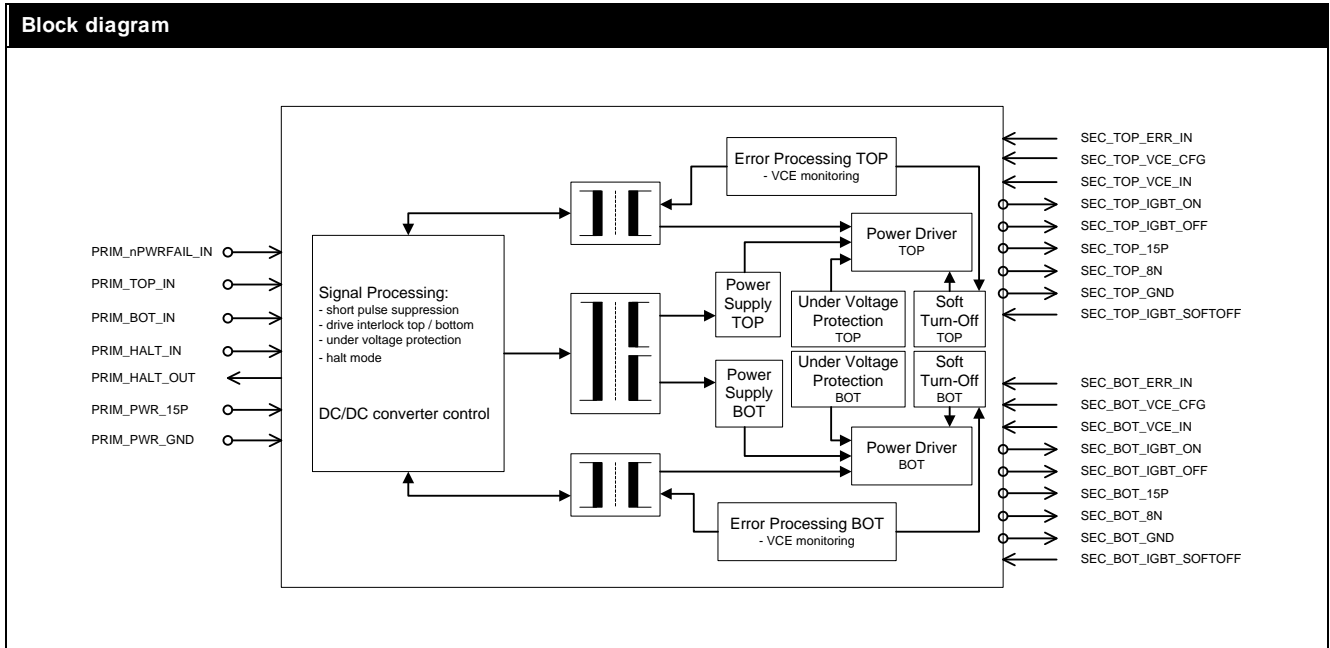 Block diagram
PRIM_nPWRFAIL_IN
PRIM_TOP_IN
PRIM_BOT_IN
PRIM_HALT_IN
PRIM_HALT_OUT
PRIM_PWR_15P
PRIM_PWR_GND
Signal Processing:
- short pulse suppression
- drive interlock top / bottom
- under voltage protection
- halt mode
DC/DC converter control
Error Processing TOP
- VCE monitoring
Power Driver
TOP
Power
Supply
TOP
Under Voltage
Protection
TOP
Soft
Turn-Off
TOP
Power
Supply
BOT
Under Voltage
Protection
BOT
Soft
Turn-Off
BOT
Power Driver
BOT
Error Processing BOT
- VCE monitoring
SEC_TOP_ERR_IN
SEC_TOP_VCE_CFG
SEC_TOP_VCE_IN
SEC_TOP_IGBT_ON
SEC_TOP_IGBT_OFF
SEC_TOP_15P
SEC_TOP_8N
SEC_TOP_GND
SEC_TOP_IGBT_SOFTOFF
SEC_BOT_ERR_IN
SEC_BOT_VCE_CFG
SEC_BOT_VCE_IN
SEC_BOT_IGBT_ON
SEC_BOT_IGBT_OFF
SEC_BOT_15P
SEC_BOT_8N
SEC_BOT_GND
SEC_BOT_IGBT_SOFTOFF